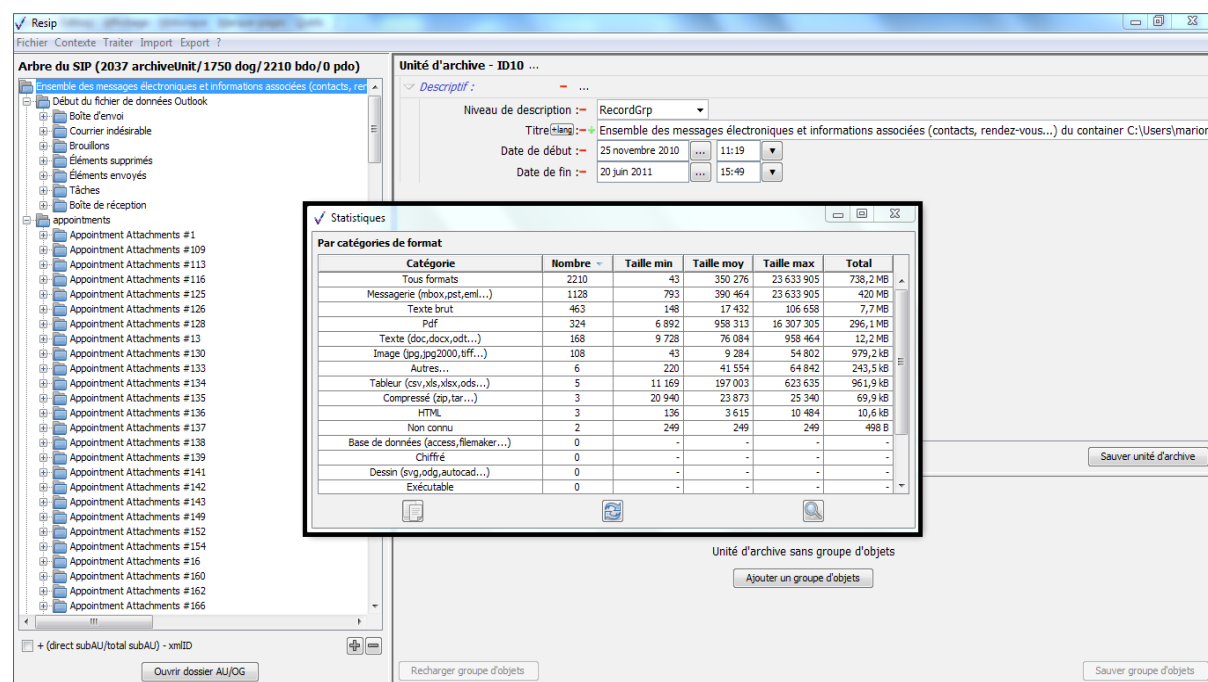 Resip
Fichier Contexte Traiter Import Export ?
Arbre du SIP (2037 archiveUnit/1750 dog/2210 bdo/0 pdo)
Ensemble des messages électroniques et informations associées (contacts, rer
Début du fichier de données Outlook
Boîte d'envoi
Courrier indésirable
Brouillons
Éléments supprimés
Éléments envoyés
Tâches
Boîte de réception
appointments
Appointment Attachments #1
Appointment Attachments #109
Appointment Attachments #113
Appointment Attachments #116
Appointment Attachments #125
Appointment Attachments #126
Appointment Attachments #128
Appointment Attachments #13
Appointment Attachments #130
Appointment Attachments #133
Appointment Attachments #134
Appointment Attachments #135
Appointment Attachments #136
Appointment Attachments #137
Appointment Attachments #138
Appointment Attachments #139
Appointment Attachments #141
Appointment Attachments #142
Appointment Attachments #143
Appointment Attachments #149
Appointment Attachments #152
Appointment Attachments #154
Appointment Attachments #16
Appointment Attachments #160
Appointment Attachments #162
Appointment Attachments #166
+ (direct subAU/total subAU) - xmlID
Ouvrir dossier AU/OG
Unité d'archive - ID10 ...
Descriptif : − ...
Niveau de description :− RecordGrp
Titre +lang :−+ Ensemble des messages électroniques et informations associées (contacts, rendez-vous...) du container C:\Users\marior
Date de début :− 25 novembre 2010 ... 11:19
Date de fin :− 20 juin 2011 ... 15:49
Statistiques
Par catégories de format
Catégorie Nombre Taille min Taille moy Taille max Total
Tous formats 2210 43 350 276 23 633 905 738,2 MB
Messagerie (mbox,pst,eml...) 1128 793 390 464 23 633 905 420 MB
Texte brut 463 148 17 432 106 658 7,7 MB
Pdf 324 6 892 958 313 16 307 305 296,1 MB
Texte (doc,docx,odt...) 168 9 728 76 084 958 464 12,2 MB
Image (jpg,jpg2000,tiff...) 108 43 9 284 54 802 979,2 kB
Autres... 6 220 41 554 64 842 243,5 kB
Tableur (csv,xls,xlsx,ods...) 5 11 169 197 003 623 635 961,9 kB
Compressé (zip,tar...) 3 20 940 23 873 25 340 69,9 kB
HTML 3 136 3 615 10 484 10,6 kB
Non connu 2 249 249 249 498 B
Base de données (access,filemaker...) 0 - - - -
Chiffré 0 - - - -
Dessin (svg,odg,autocad...) 0 - - - -
Exécutable 0 - - - -
Sauver unité d'archive
Unité d'archive sans groupe d'objets
Ajouter un groupe d'objets
Recharger groupe d'objets
Sauver groupe d'objets